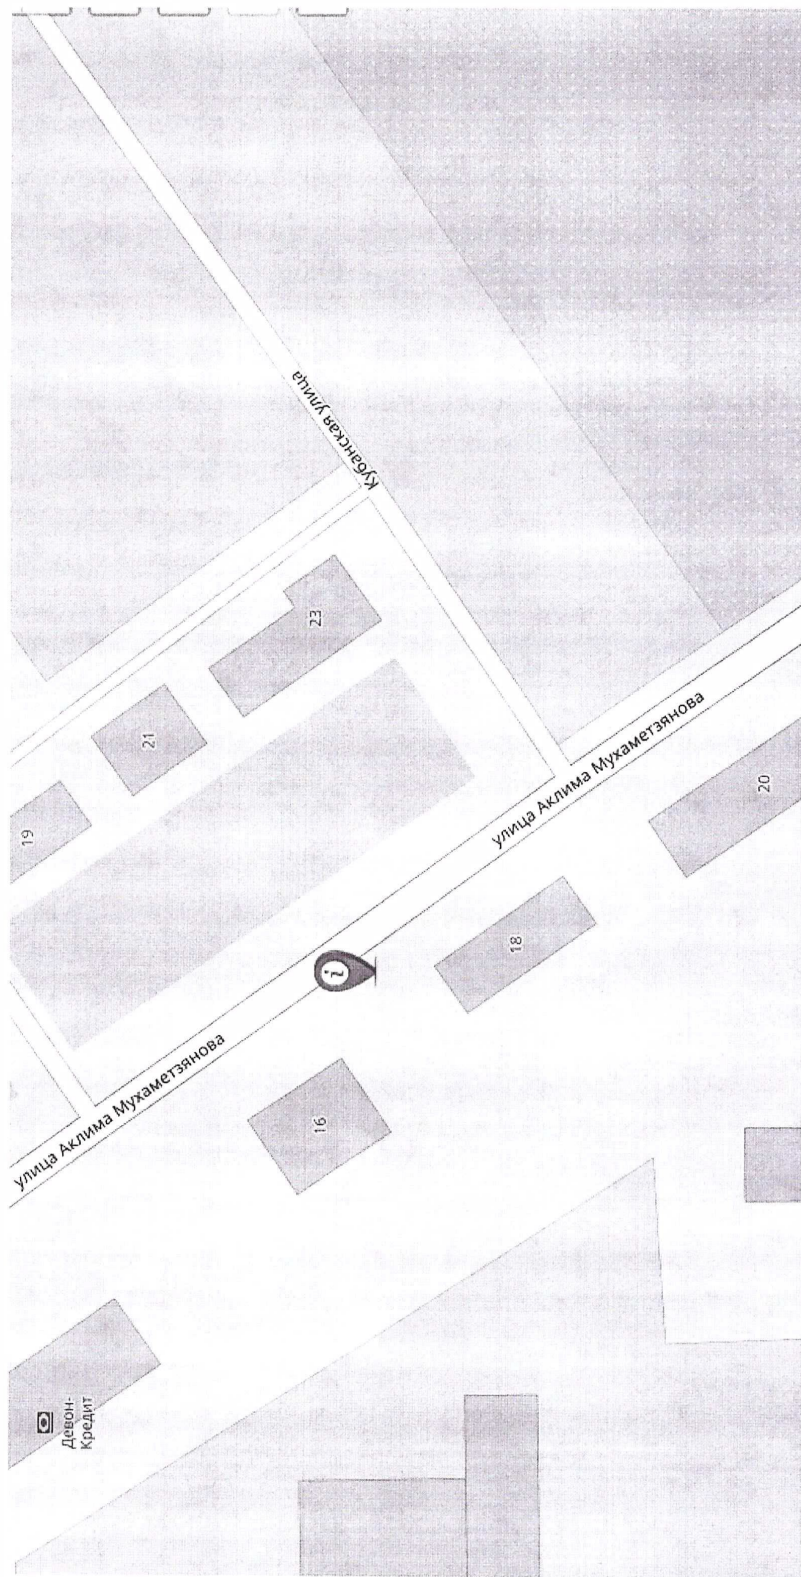 Кубанская улица
23
21
19
улица Аклима Мухаметзянова
20
18
i
улица Аклима Мухаметзянова
16
Девон-
Кредит